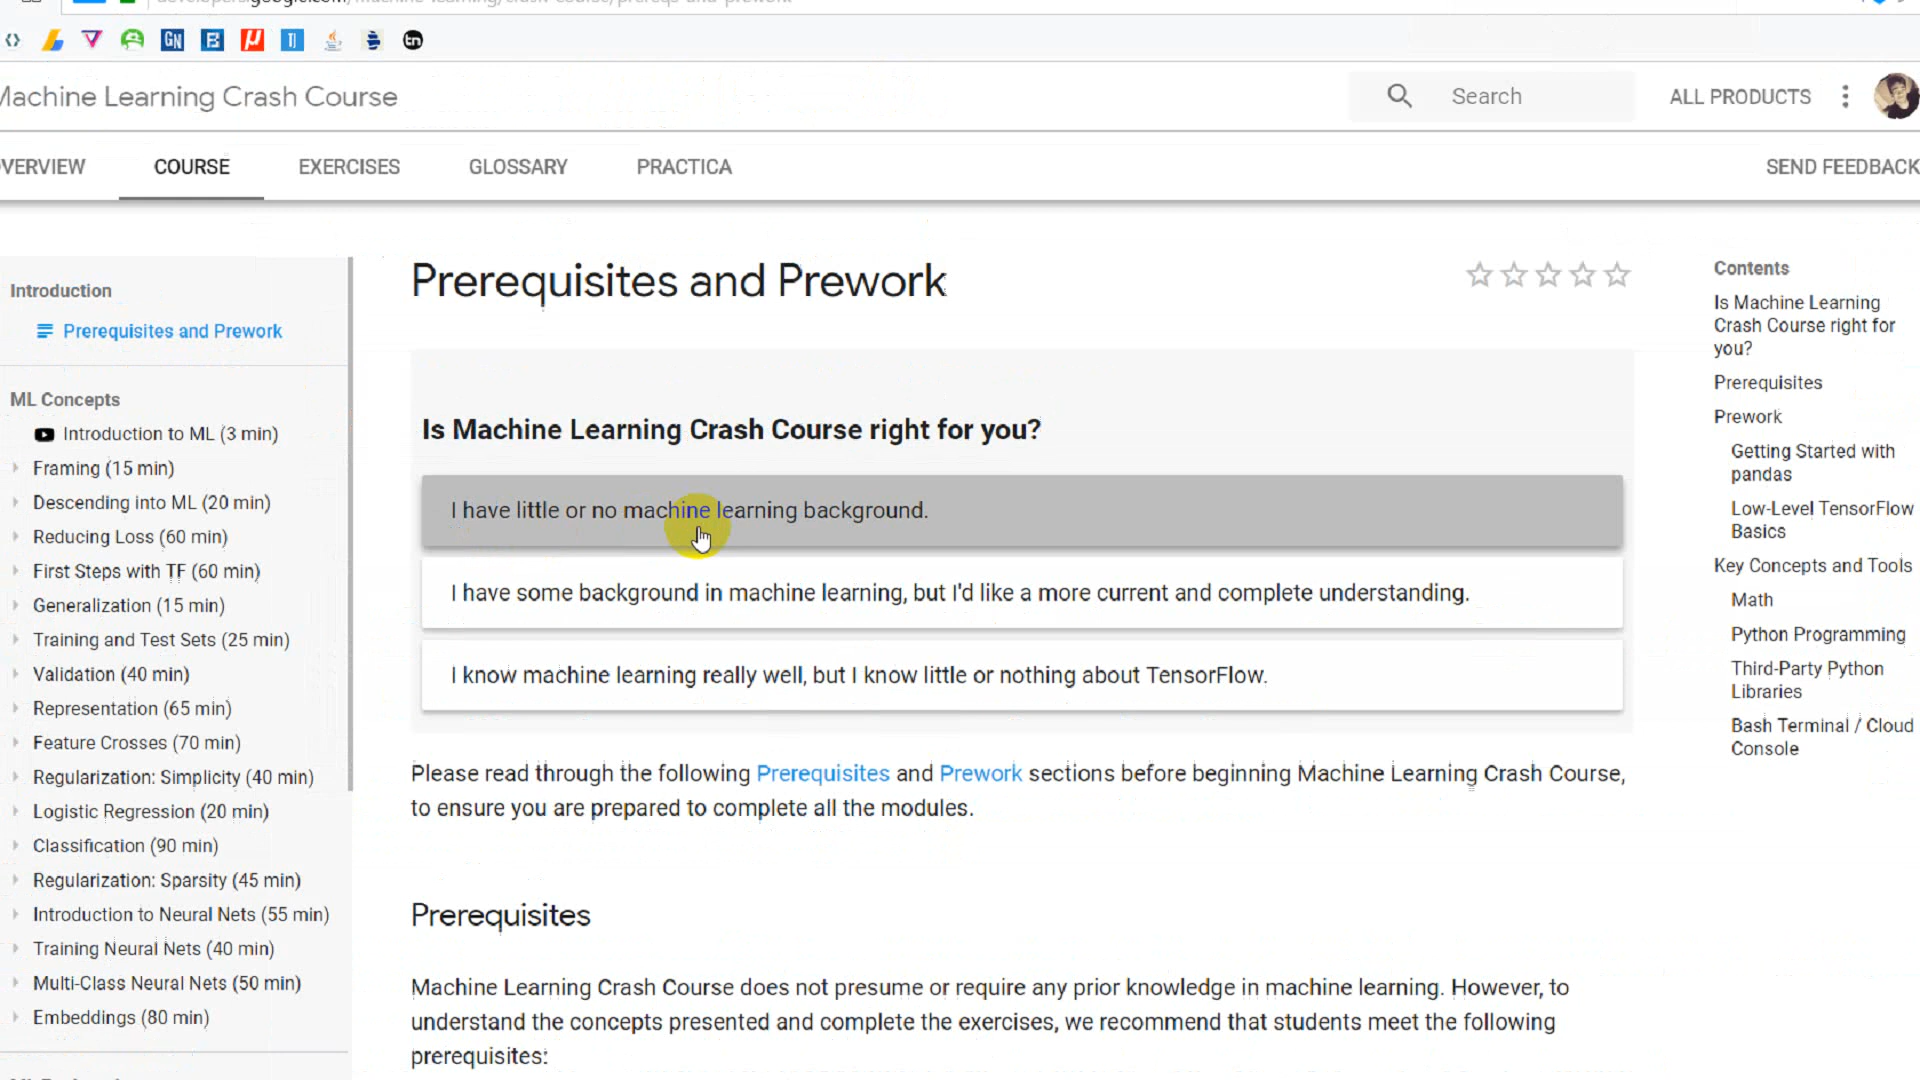 GN
B
µ
T]
tn
Machine Learning Crash Course
Search
ALL PRODUCTS
OVERVIEW
COURSE
EXERCISES
GLOSSARY
PRACTICA
SEND FEEDBACK
Introduction
Prerequisites and Prework
ML Concepts
Introduction to ML (3 min)
Framing (15 min)
Descending into ML (20 min)
Reducing Loss (60 min)
First Steps with TF (60 min)
Generalization (15 min)
Training and Test Sets (25 min)
Validation (40 min)
Representation (65 min)
Feature Crosses (70 min)
Regularization: Simplicity (40 min)
Logistic Regression (20 min)
Classification (90 min)
Regularization: Sparsity (45 min)
Introduction to Neural Nets (55 min)
Training Neural Nets (40 min)
Multi-Class Neural Nets (50 min)
Embeddings (80 min)
Prerequisites and Prework
Is Machine Learning Crash Course right for you?
I have little or no machine learning background.
I have some background in machine learning, but I'd like a more current and complete understanding.
I know machine learning really well, but I know little or nothing about TensorFlow.
Please read through the following Prerequisites and Prework sections before beginning Machine Learning Crash Course,
to ensure you are prepared to complete all the modules.
Prerequisites
Machine Learning Crash Course does not presume or require any prior knowledge in machine learning. However, to
understand the concepts presented and complete the exercises, we recommend that students meet the following
prerequisites:
Contents
Is Machine Learning
Crash Course right for
you?
Prerequisites
Prework
Getting Started with
pandas
Low-Level TensorFlow
Basics
Key Concepts and Tools
Math
Python Programming
Third-Party Python
Libraries
Bash Terminal / Cloud
Console